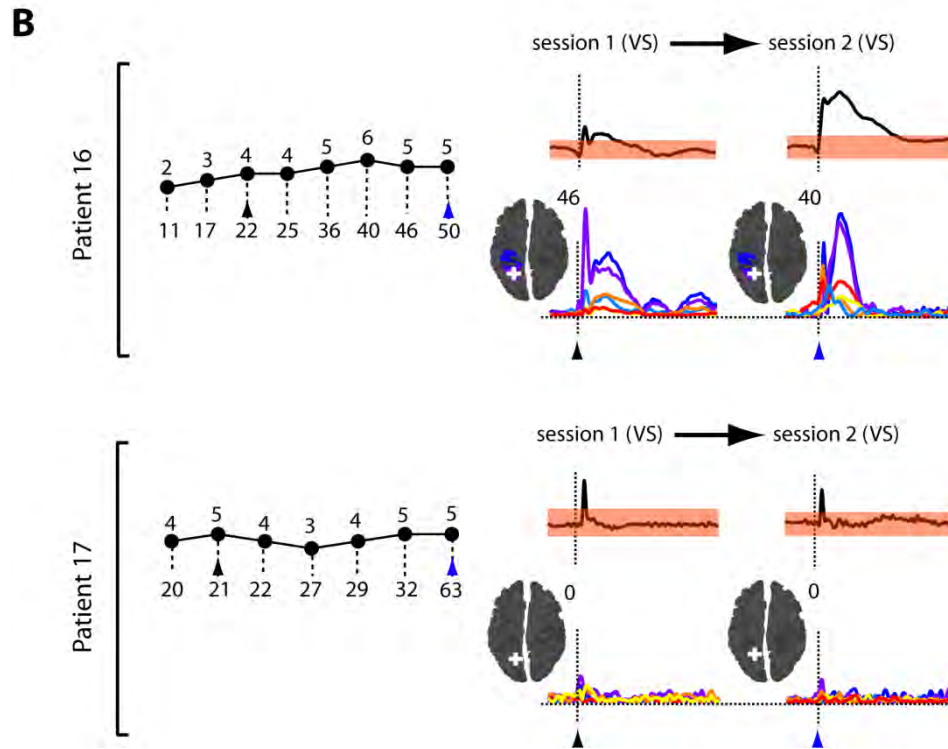 B
session 1 (VS) session 2 (VS)
Patient 16
2 3 4 4 5 6 5 5
11 17 22 25 36 40 46 50
46 40
session 1 (VS) session 2 (VS)
Patient 17
4 5 4 3 4 5 5
20 21 22 27 29 32 63
0 0